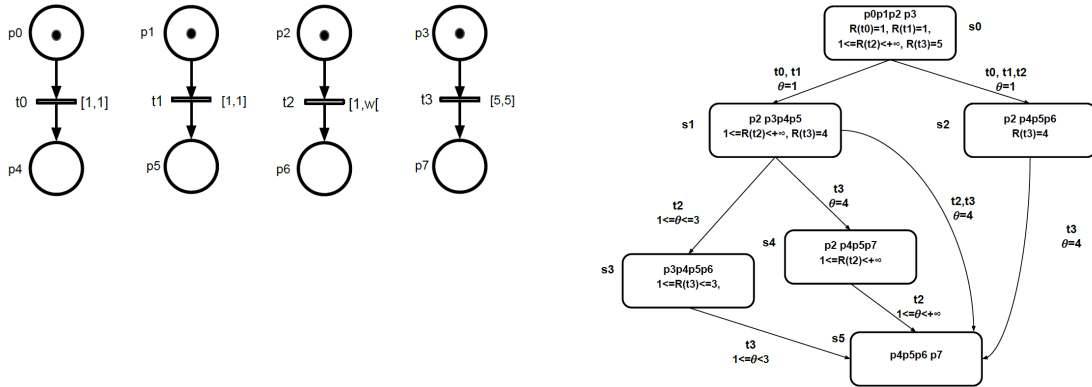 p0
p1
p2
p3
t0 [1,1]
t1 [1,1]
t2 [1,w[
t3 [5,5]
p4
p5
p6
p7
p0p1p2 p3
R(t0)=1, R(t1)=1,
1<=R(t2)<+∞, R(t3)=5
s0
t0, t1
θ=1
t0, t1,t2
θ=1
s1
p2 p3p4p5
1<=R(t2)<+∞, R(t3)=4
s2
p2 p4p5p6
R(t3)=4
t2
1<=θ<=3
t3
θ=4
t2,t3
θ=4
t3
θ=4
s3
p3p4p5p6
1<=R(t3)<=3,
s4
p2 p4p5p7
1<=R(t2)<+∞
t2
1<=θ<+∞
t3
1<=θ<3
s5
p4p5p6 p7